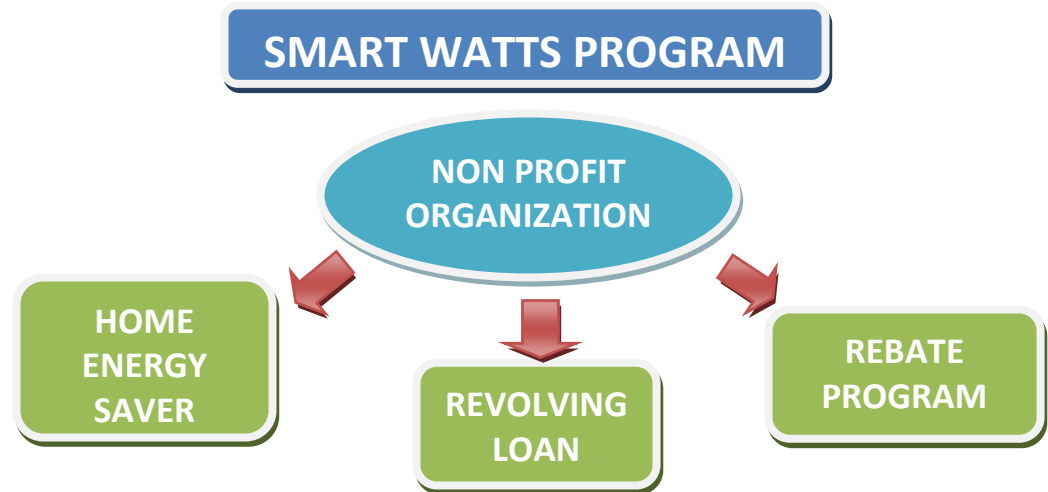 SMART WATTS PROGRAM
NON PROFIT
ORGANIZATION
HOME
ENERGY
SAVER
REVOLVING
LOAN
REBATE
PROGRAM